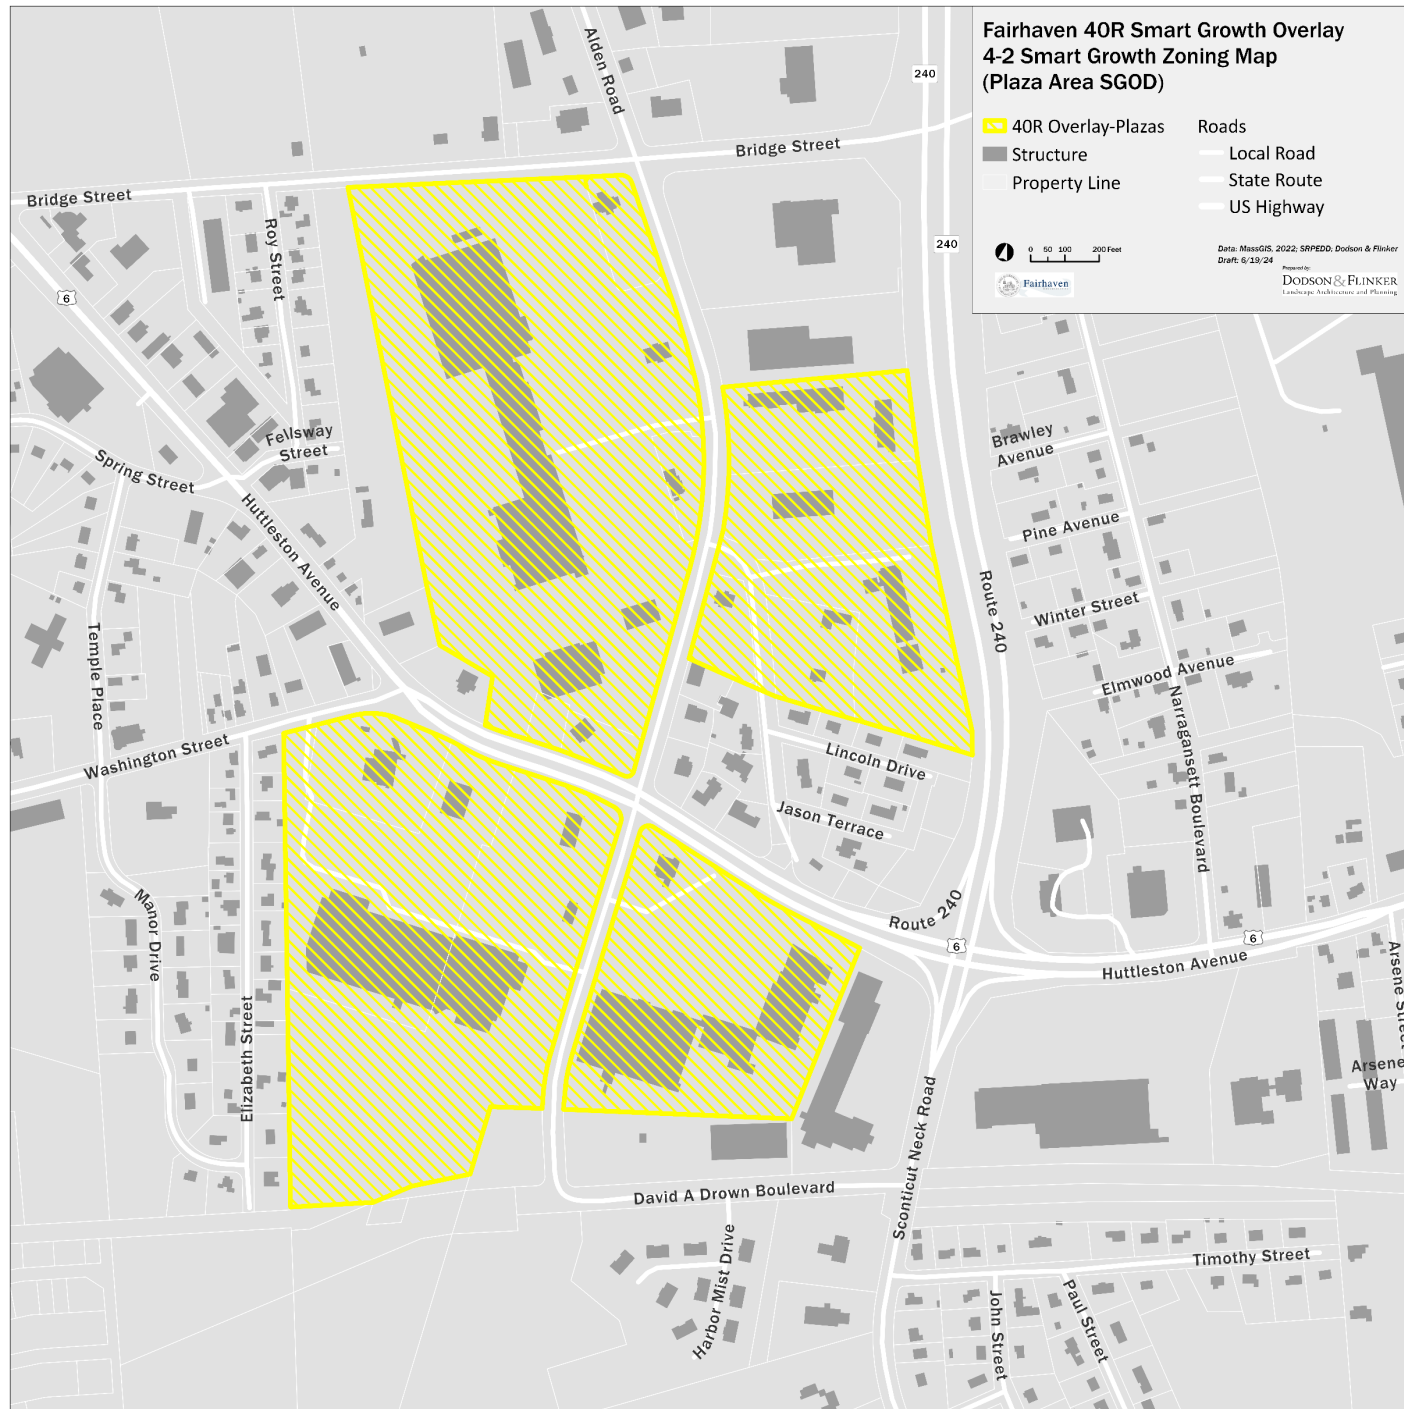 Fairhaven 40R Smart Growth Overlay
4-2 Smart Growth Zoning Map
(Plaza Area SGOD)
40R Overlay-Plazas
Structure
Property Line
Roads
Local Road
State Route
US Highway
0 50 100 200 Feet
Data: MassGIS, 2022; SRPEDD; Dodson & Flinker
Draft: 6/19/24
Prepared by:
DODSON & FLINKER
Landscape Architecture and Planning
Fairhaven
Alden Road
240
Bridge Street
Bridge Street
240
Roy Street
6
Fellsway
Street
Spring Street
Huttleston Avenue
Brawley
Avenue
Pine Avenue
Route 240
Winter Street
Temple Place
Elmwood Avenue
Narragansett Boulevard
Washington Street
Lincoln Drive
Jason Terrace
Manor Drive
Route 240
6
6
Huttleston Avenue
Arsene Street
Elizabeth Street
Arsene
Way
Sconticut Neck Road
David A Drown Boulevard
Harbor Mist Drive
Timothy Street
John Street
Paul Street